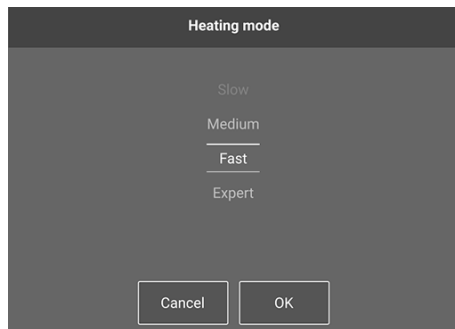 Heating mode
Slow
Medium
Fast
Expert
Cancel OK